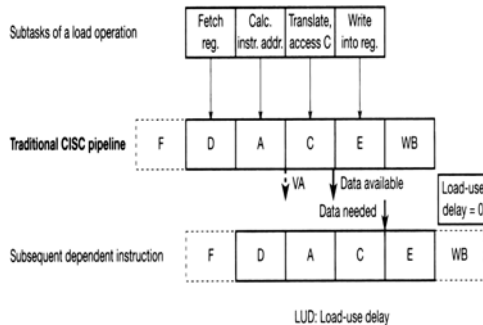 Subtasks of a load operation
Fetch reg.
Calc. instr. addr.
Translate, access C
Write into reg.
Traditional CISC pipeline
F D A C E WB
VA
Data available
Data needed
Load-use delay = 0
Subsequent dependent instruction
F D A C E WB
LUD: Load-use delay